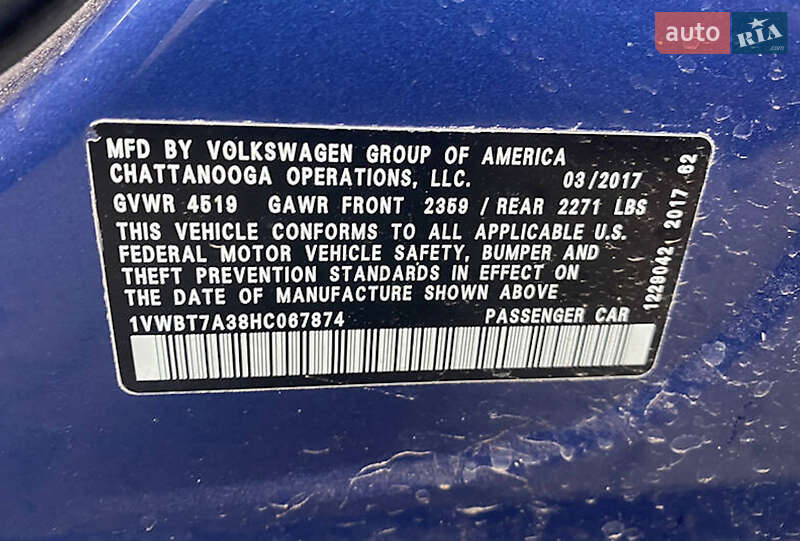 auto RIA
MFD BY VOLKSWAGEN GROUP OF AMERICA
CHATTANOOGA OPERATIONS, LLC. 03/2017
GVWR 4519 GAWR FRONT 2359 / REAR 2271 LBS
THIS VEHICLE CONFORMS TO ALL APPLICABLE U.S.
FEDERAL MOTOR VEHICLE SAFETY, BUMPER AND
THEFT PREVENTION STANDARDS IN EFFECT ON
THE DATE OF MANUFACTURE SHOWN ABOVE
1VWBT7A38HC067874 PASSENGER CAR
1229042 2017 62